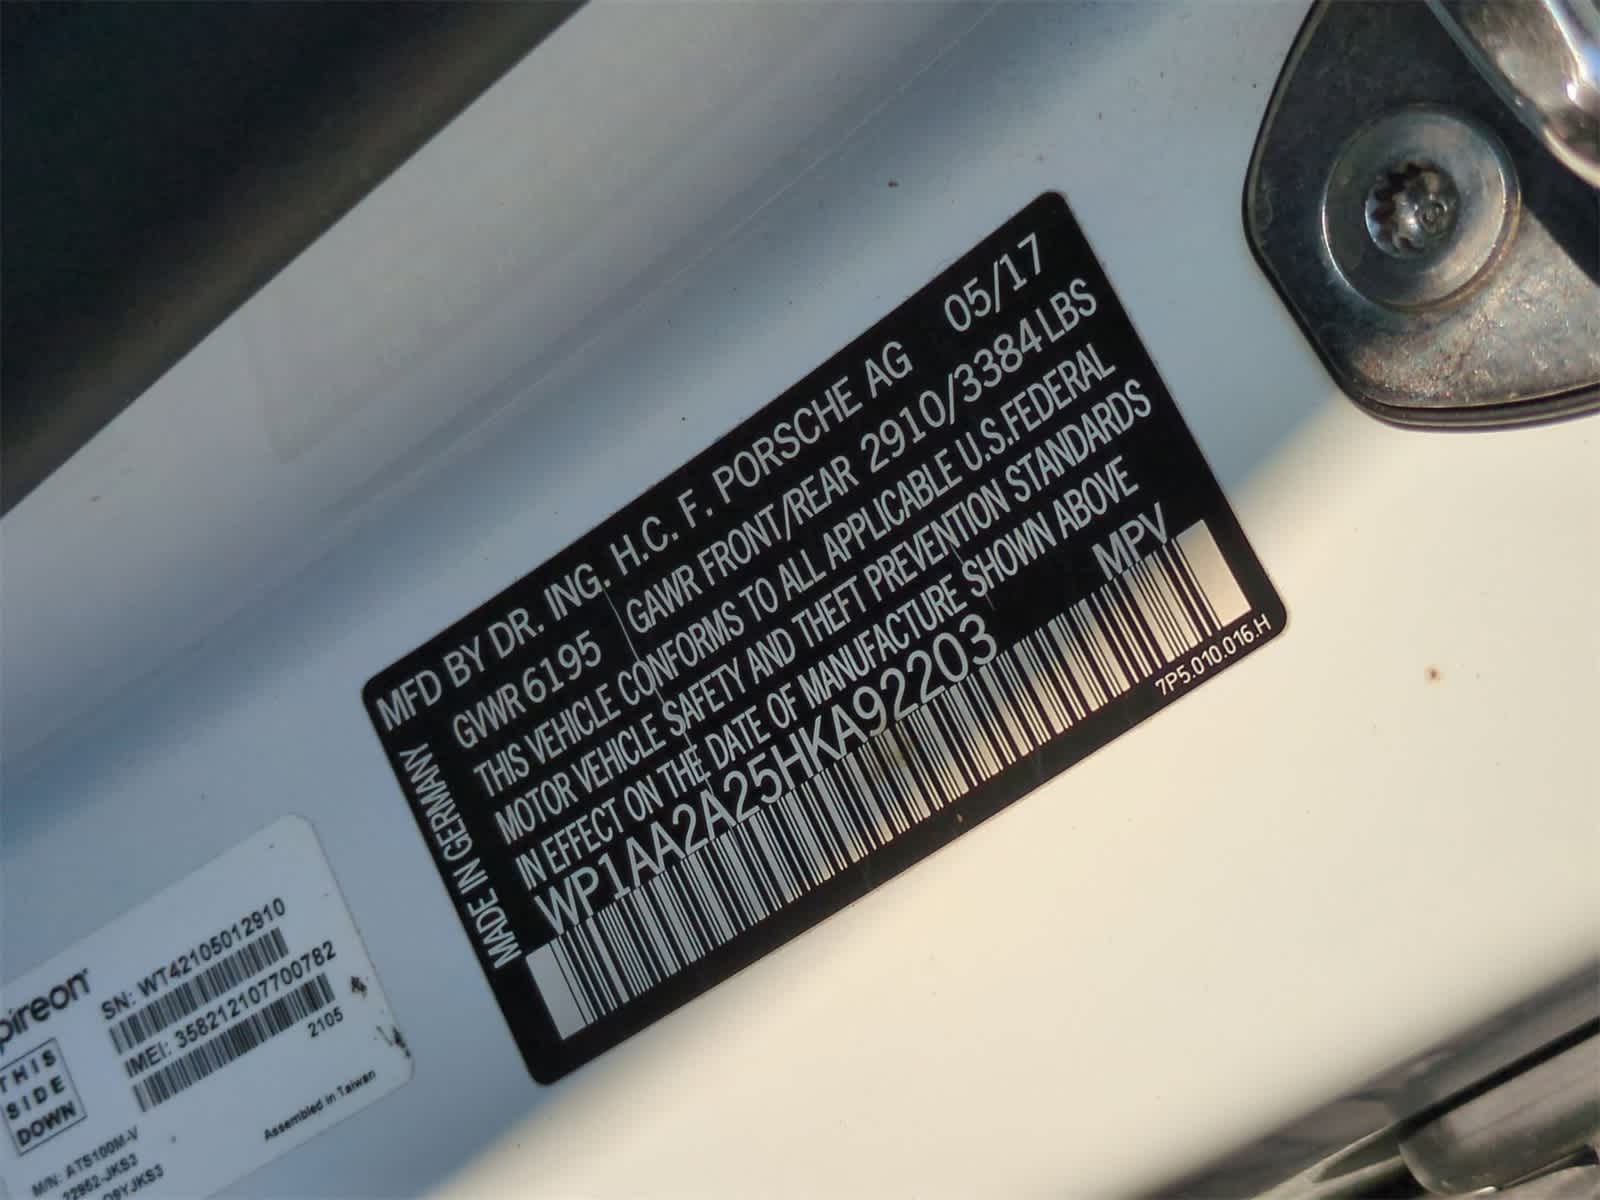 MFD BY DR. ING. H.C. F. PORSCHE AG 05/17
GVWR 6195 GAWR FRONT/REAR 2910/3384 LBS
THIS VEHICLE CONFORMS TO ALL APPLICABLE U.S. FEDERAL
MOTOR VEHICLE SAFETY AND THEFT PREVENTION STANDARDS
IN EFFECT ON THE DATE OF MANUFACTURE SHOWN ABOVE
WP1AA2A25HKA92203 MPV
MADE IN GERMANY
7P5.010.016.H
pireon
SN: WT42105012910
IMEI: 358212107700782
2105
THIS
SIDE
DOWN
Assembled in Taiwan
M/N: ATS100M-V